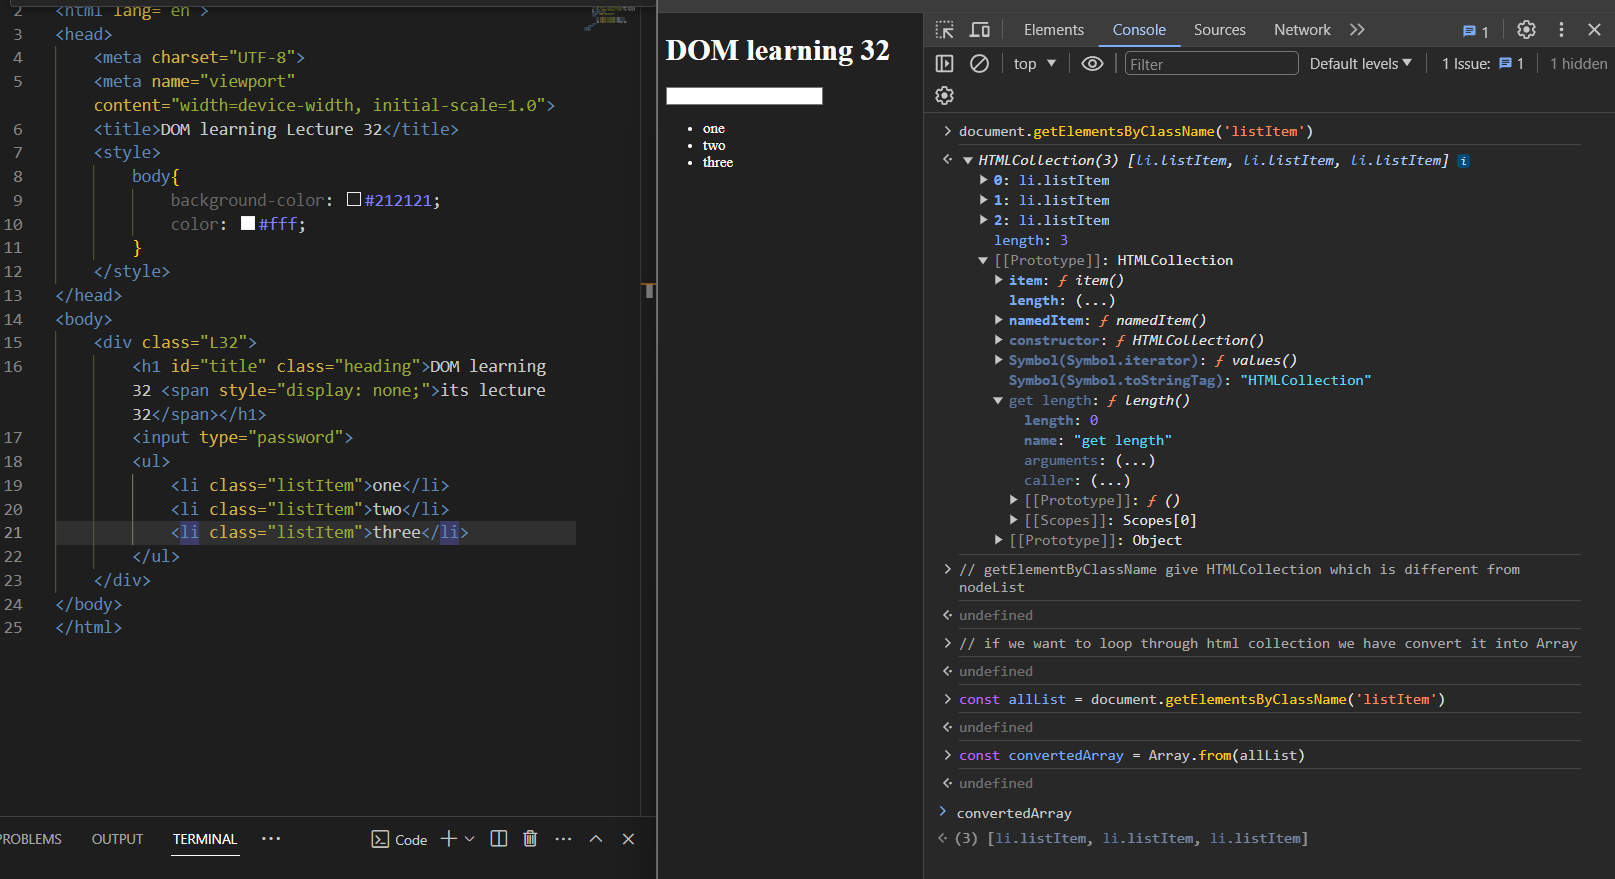 2 <html lang="en">
3 <head>
4 <meta charset="UTF-8">
5 <meta name="viewport"
content="width=device-width, initial-scale=1.0">
6 <title>DOM learning Lecture 32</title>
7 <style>
8 body{
9 background-color: #212121;
10 color: #fff;
11 }
12 </style>
13 </head>
14 <body>
15 <div class="L32">
16 <h1 id="title" class="heading">DOM learning
32 <span style="display: none;">its lecture
32</span></h1>
17 <input type="password">
18 <ul>
19 <li class="listItem">one</li>
20 <li class="listItem">two</li>
21 <li class="listItem">three</li>
22 </ul>
23 </div>
24 </body>
25 </html>
PROBLEMS OUTPUT TERMINAL ··· Code
DOM learning 32
• one
• two
• three
Elements Console Sources Network 1
top Filter Default levels 1 Issue: 1 1 hidden
document.getElementsByClassName('listItem')
HTMLCollection(3) [li.listItem, li.listItem, li.listItem] i
0: li.listItem
1: li.listItem
2: li.listItem
length: 3
[[Prototype]]: HTMLCollection
item: ƒ item()
length: (...)
namedItem: ƒ namedItem()
constructor: ƒ HTMLCollection()
Symbol(Symbol.iterator): ƒ values()
Symbol(Symbol.toStringTag): "HTMLCollection"
get length: ƒ length()
length: 0
name: "get length"
arguments: (...)
caller: (...)
[[Prototype]]: ƒ ()
[[Scopes]]: Scopes[0]
[[Prototype]]: Object
// getElementByClassName give HTMLCollection which is different from
nodeList
undefined
// if we want to loop through html collection we have convert it into Array
undefined
const allList = document.getElementsByClassName('listItem')
undefined
const convertedArray = Array.from(allList)
undefined
convertedArray
(3) [li.listItem, li.listItem, li.listItem]